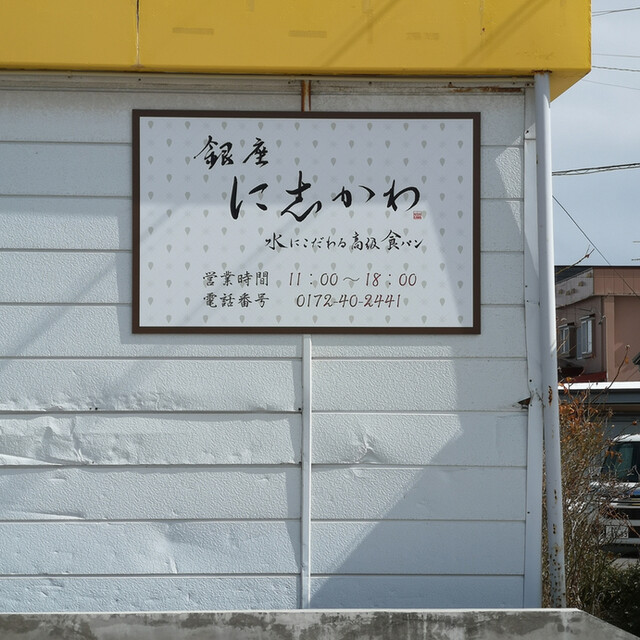 銀座
に志かわ
水にこだわる高級食パン
営業時間 11:00～18:00
電話番号 0172-40-2441